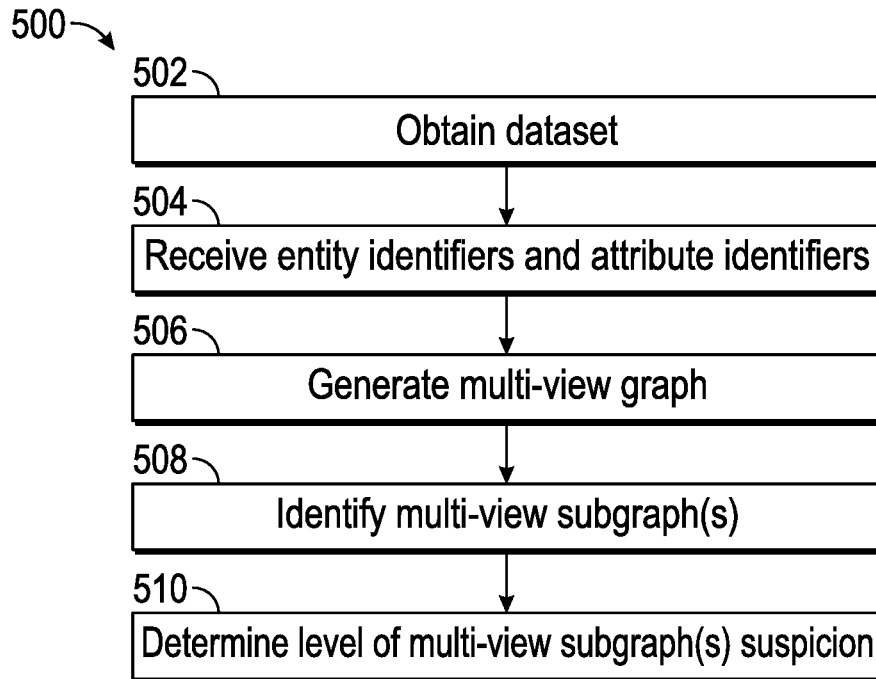 500
502
Obtain dataset
504
Receive entity identifiers and attribute identifiers
506
Generate multi-view graph
508
Identify multi-view subgraph(s)
510
Determine level of multi-view subgraph(s) suspicion